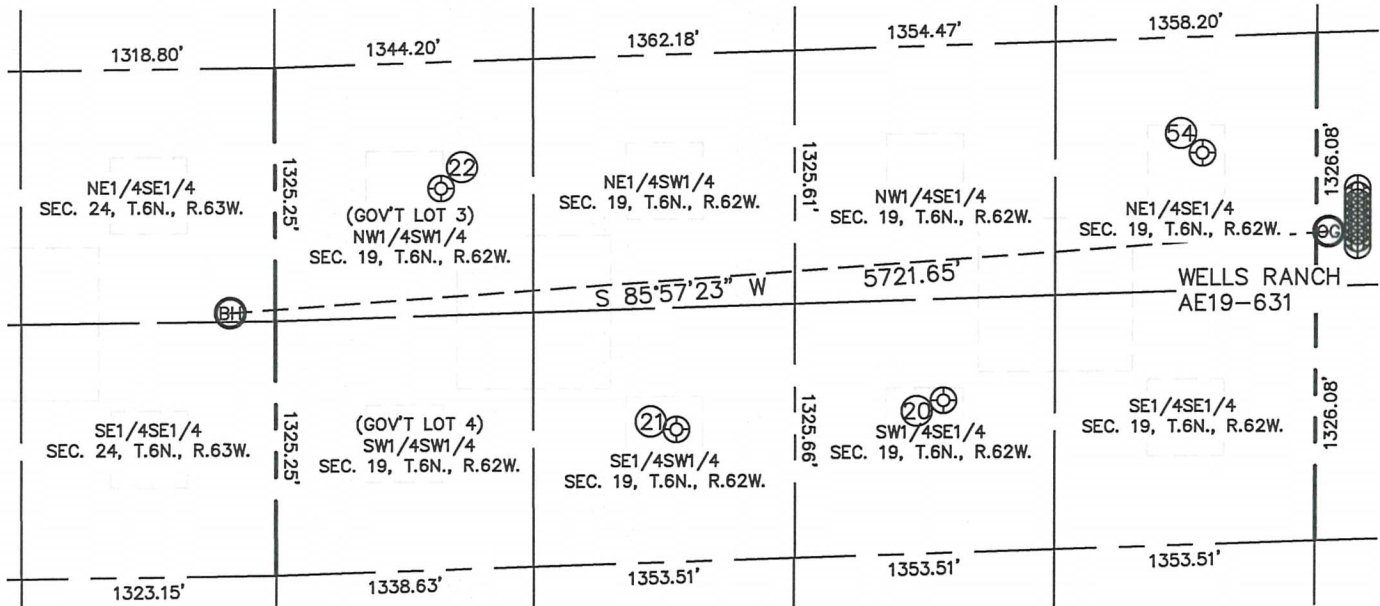 1318.80'
1344.20'
1362.18'
1354.47'
1358.20'
54
22
1325.25'
1325.61'
1326.08'
NE1/4SE1/4
SEC. 24, T.6N., R.63W.
(GOV'T LOT 3)
NW1/4SW1/4
SEC. 19, T.6N., R.62W.
NE1/4SW1/4
SEC. 19, T.6N., R.62W.
NW1/4SE1/4
SEC. 19, T.6N., R.62W.
NE1/4SE1/4
SEC. 19, T.6N., R.62W.
OG
BH
S 85°57'23" W
5721.65'
WELLS RANCH
AE19-631
1325.25'
1325.66'
1326.08'
SE1/4SE1/4
SEC. 24, T.6N., R.63W.
(GOV'T LOT 4)
SW1/4SW1/4
SEC. 19, T.6N., R.62W.
21
SE1/4SW1/4
SEC. 19, T.6N., R.62W.
20
SW1/4SE1/4
SEC. 19, T.6N., R.62W.
SE1/4SE1/4
SEC. 19, T.6N., R.62W.
1323.15'
1338.63'
1353.51'
1353.51'
1353.51'